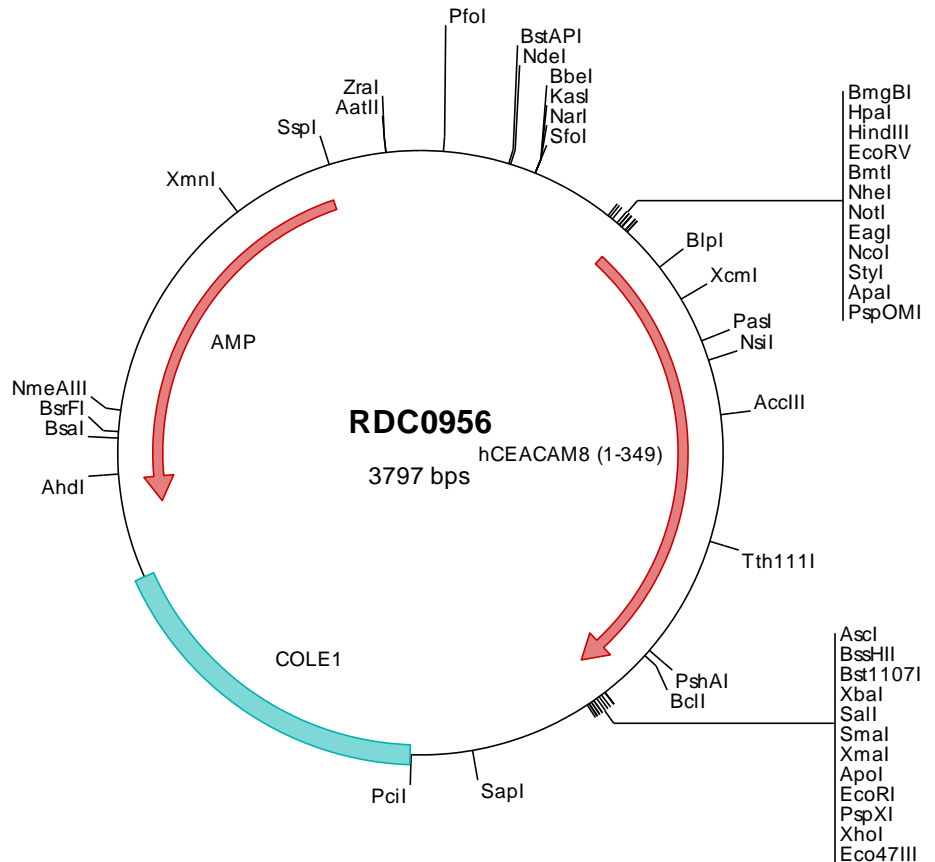 PfoI
BstAPI
NdeI
BbeI
KasI
NarI
SfoI
ZraI
AatII
SspI
XmnI
BmgBI
HpaI
HindIII
EcoRV
BmtI
NheI
NotI
EagI
NcoI
StyI
ApaI
PspOMI
BlpI
XcmI
PasI
NsiI
AccIII
AMP
NmeAIII
BsrFI
BsaI
AhdI
RDC0956
3797 bps
hCEACAM8 (1-349)
Tth111I
COLE1
PshAI
BclI
AscI
BssHII
Bst1107I
XbaI
SalI
SmaI
XmaI
ApoI
EcoRI
PspXI
XhoI
Eco47III
PciI
SapI